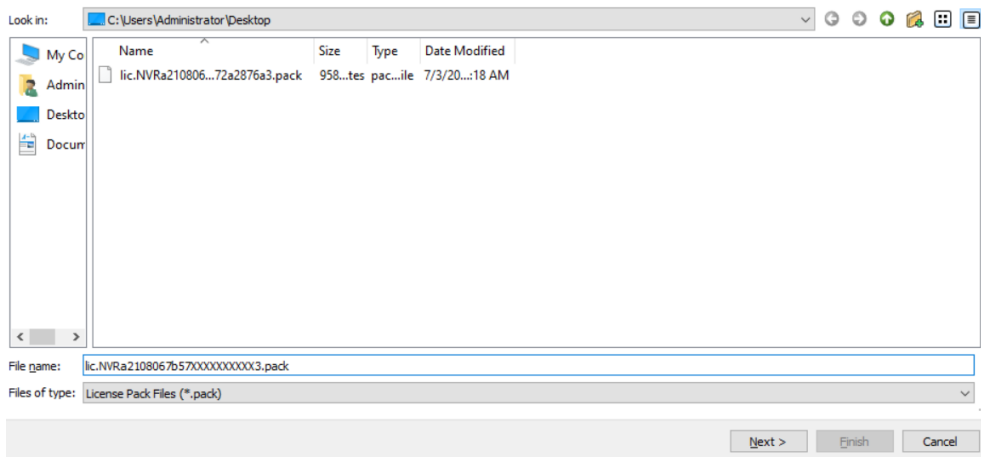 Look in: C:\Users\Administrator\Desktop
My Co
Admin
Deskto
Docum
Name Size Type Date Modified
lic.NVRa210806...72a2876a3.pack 958...tes pac...ile 7/3/20...:18 AM
File name: lic.NVRa2108067b57XXXXXXXXXX3.pack
Files of type: License Pack Files (*.pack)
Next > Finish Cancel